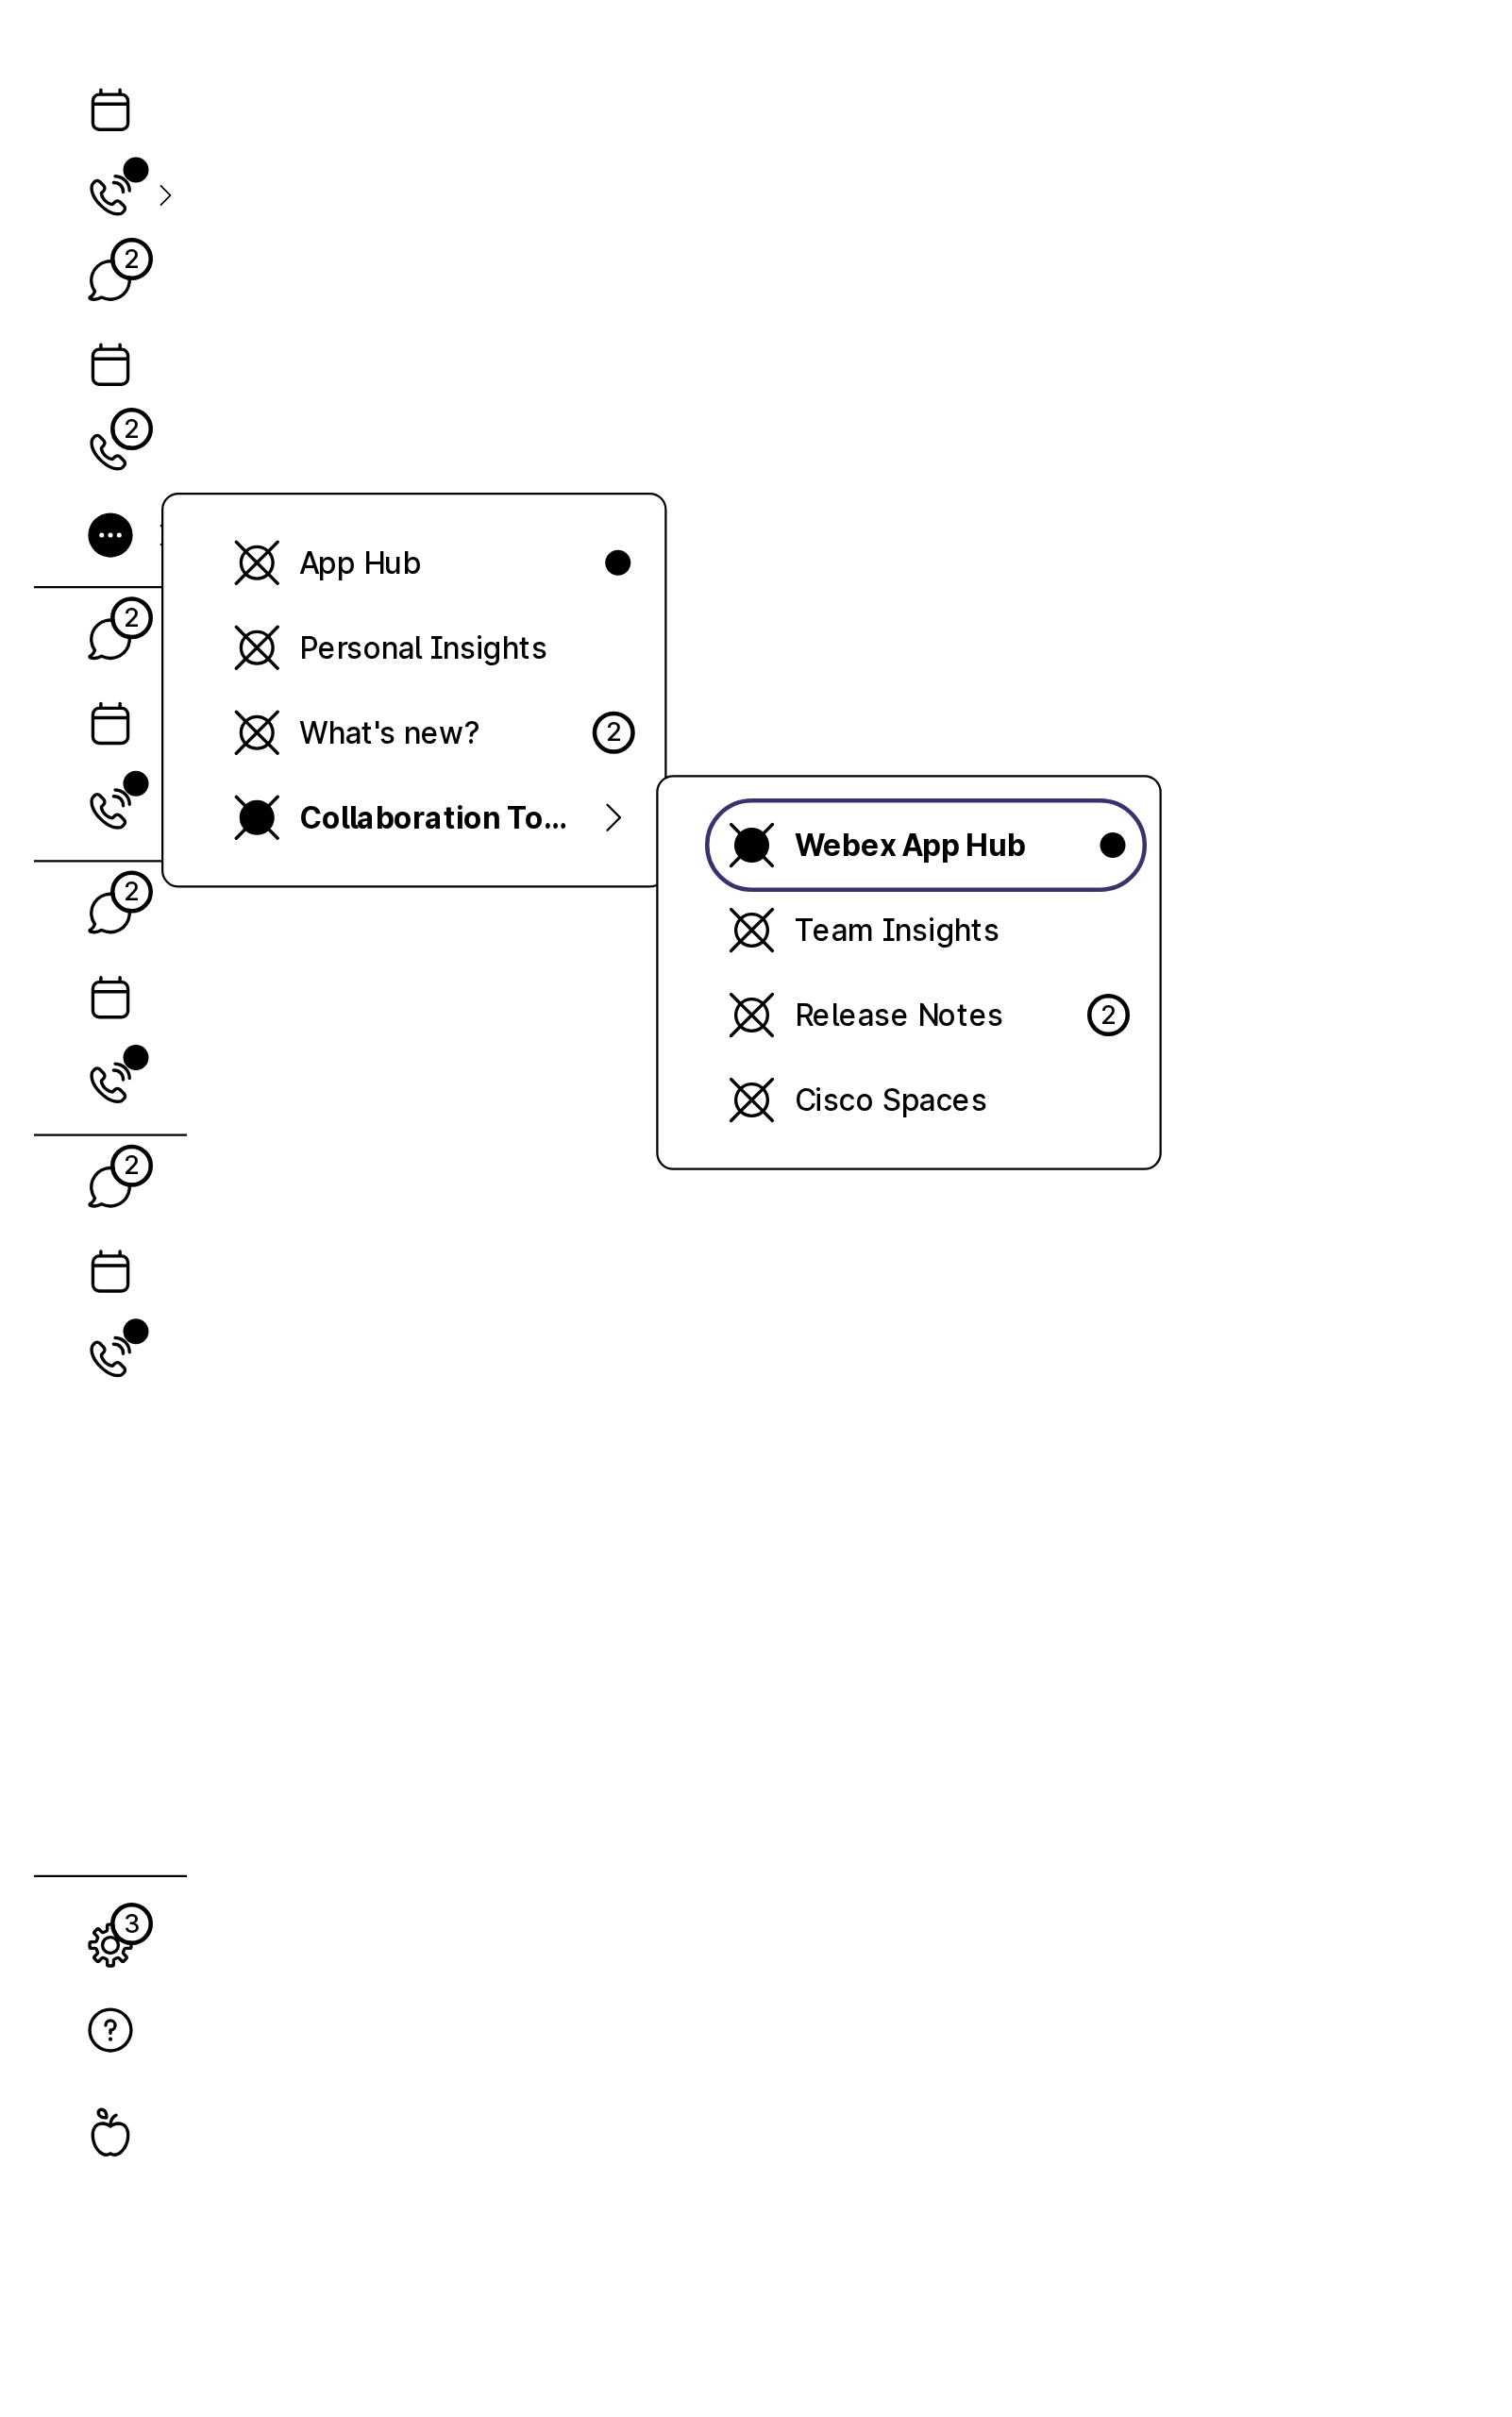 2
2
App Hub
2
Personal Insights
What's new? 2
Collaboration To...
Webex App Hub
2
Team Insights
Release Notes 2
Cisco Spaces
2
3
?